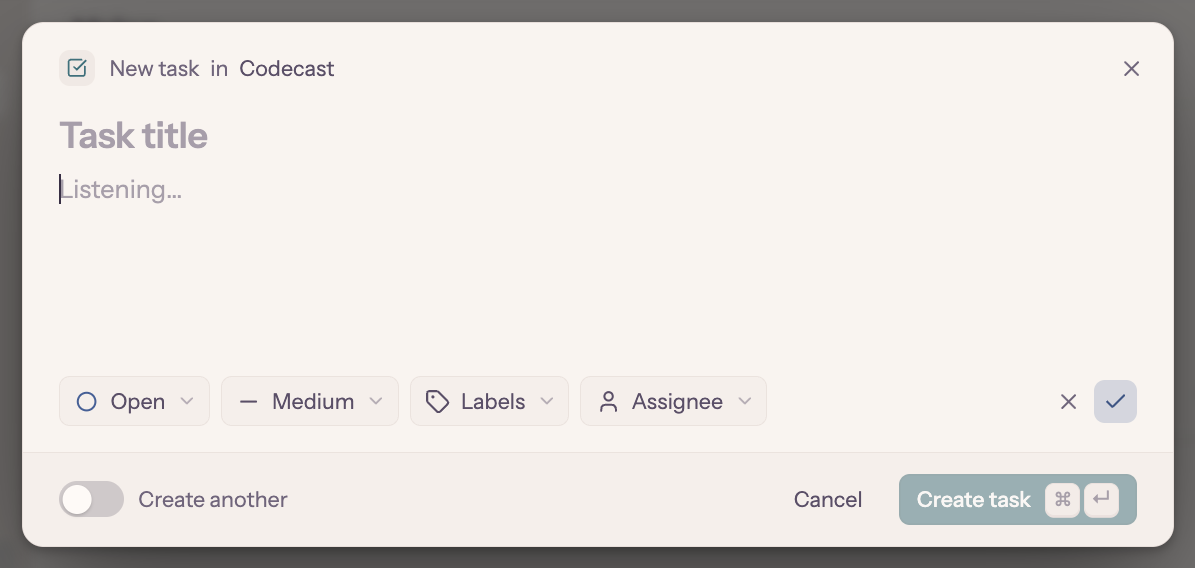 New task in Codecast
Task title
Listening...
Open
Medium
Labels
Assignee
Create another
Cancel
Create task ⌘ ↵